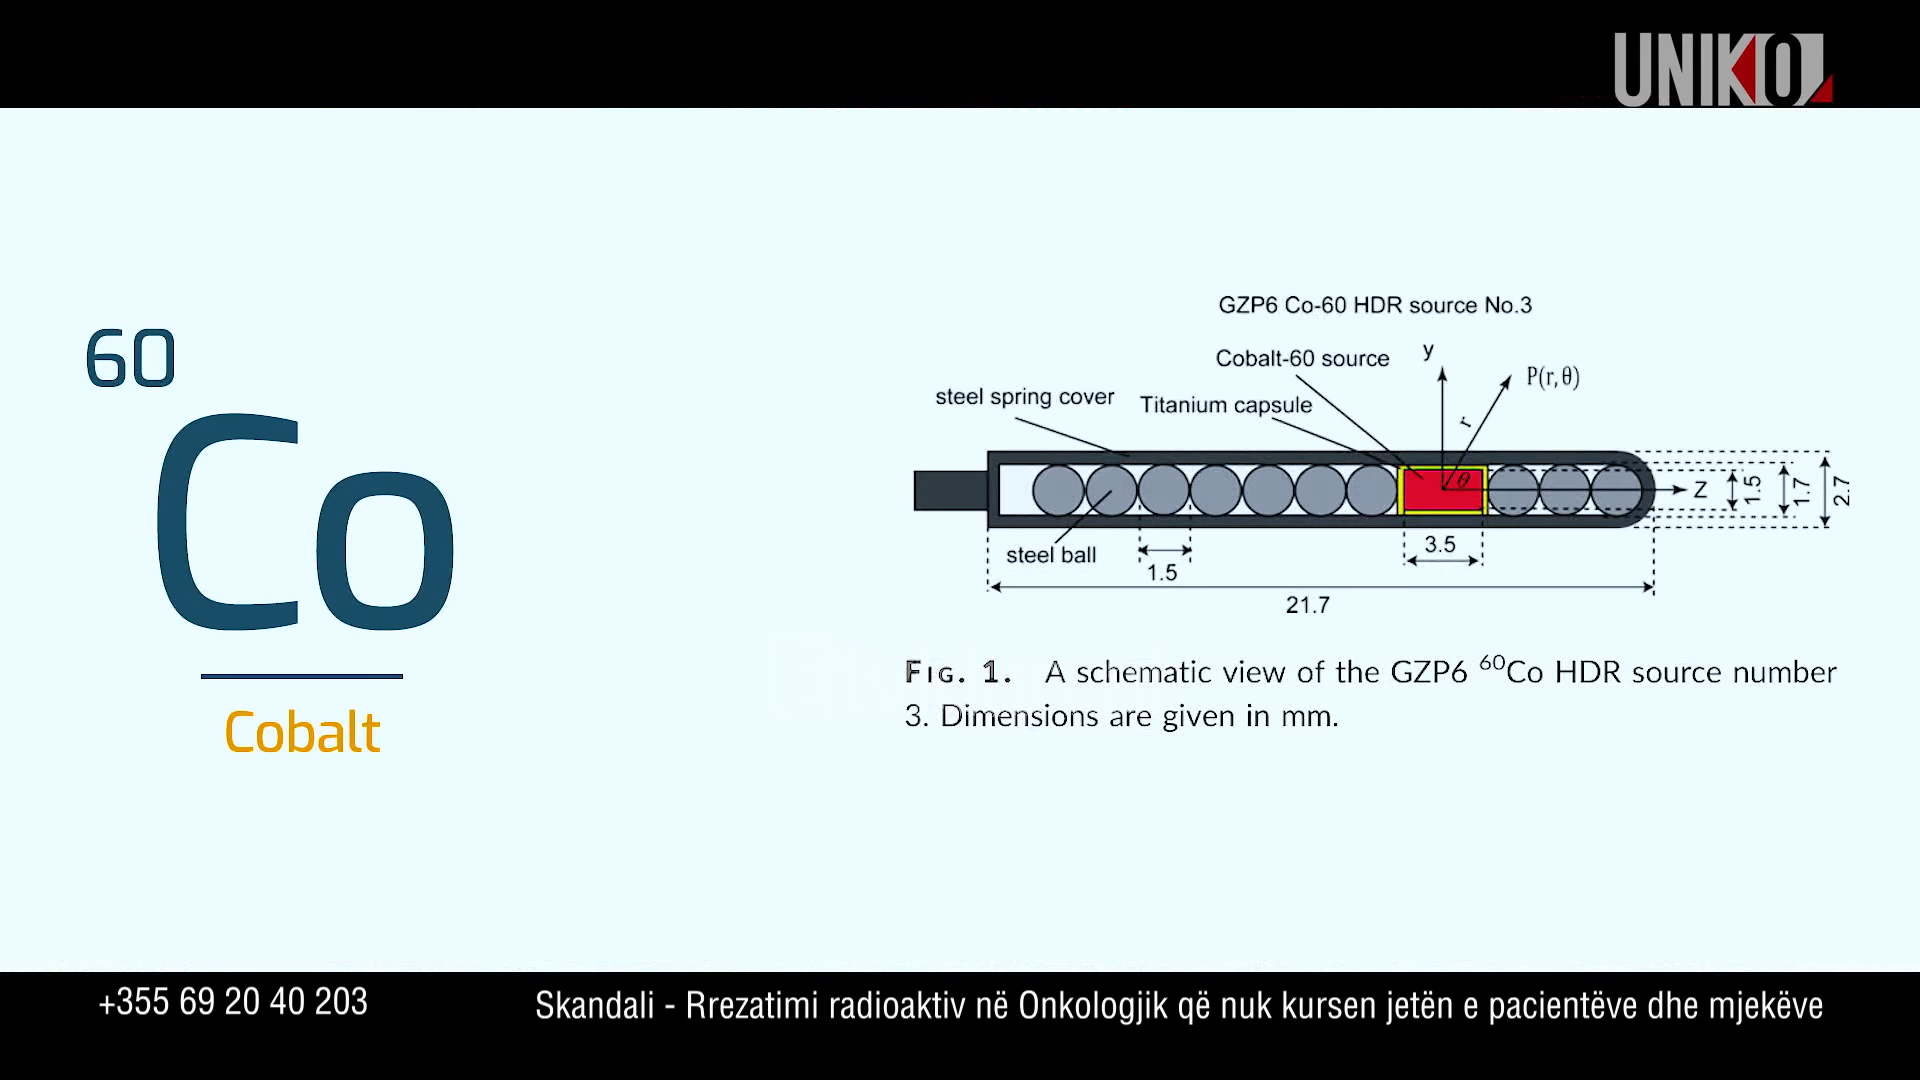 UNIKO
60
Co
Cobalt
GZP6 Co-60 HDR source No.3
Cobalt-60 source
y
P(r,θ)
steel spring cover
Titanium capsule
r
θ
z
1.5
1.7
2.7
steel ball
1.5
3.5
21.7
FIG. 1. A schematic view of the GZP6 ⁶⁰Co HDR source number
3. Dimensions are given in mm.
+355 69 20 40 203
Skandali - Rrezatimi radioaktiv në Onkologjik që nuk kursen jetën e pacientëve dhe mjekëve